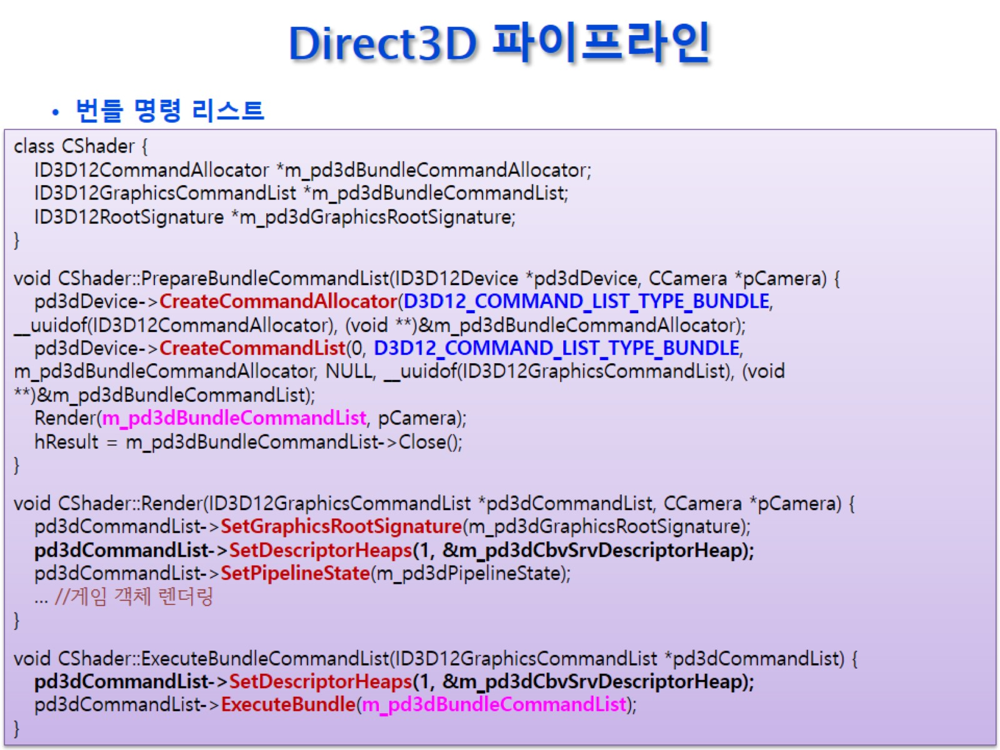 Direct3D 파이프라인
• 번들 명령 리스트
class CShader {
ID3D12CommandAllocator *m_pd3dBundleCommandAllocator;
ID3D12GraphicsCommandList *m_pd3dBundleCommandList;
ID3D12RootSignature *m_pd3dGraphicsRootSignature;
}
void CShader::PrepareBundleCommandList(ID3D12Device *pd3dDevice, CCamera *pCamera) {
pd3dDevice->CreateCommandAllocator(D3D12_COMMAND_LIST_TYPE_BUNDLE,
__uuidof(ID3D12CommandAllocator), (void **)&m_pd3dBundleCommandAllocator);
pd3dDevice->CreateCommandList(0, D3D12_COMMAND_LIST_TYPE_BUNDLE,
m_pd3dBundleCommandAllocator, NULL, __uuidof(ID3D12GraphicsCommandList), (void
**)&m_pd3dBundleCommandList);
Render(m_pd3dBundleCommandList, pCamera);
hResult = m_pd3dBundleCommandList->Close();
}
void CShader::Render(ID3D12GraphicsCommandList *pd3dCommandList, CCamera *pCamera) {
pd3dCommandList->SetGraphicsRootSignature(m_pd3dGraphicsRootSignature);
pd3dCommandList->SetDescriptorHeaps(1, &m_pd3dCbvSrvDescriptorHeap);
pd3dCommandList->SetPipelineState(m_pd3dPipelineState);
... //게임 객체 렌더링
}
void CShader::ExecuteBundleCommandList(ID3D12GraphicsCommandList *pd3dCommandList) {
pd3dCommandList->SetDescriptorHeaps(1, &m_pd3dCbvSrvDescriptorHeap);
pd3dCommandList->ExecuteBundle(m_pd3dBundleCommandList);
}